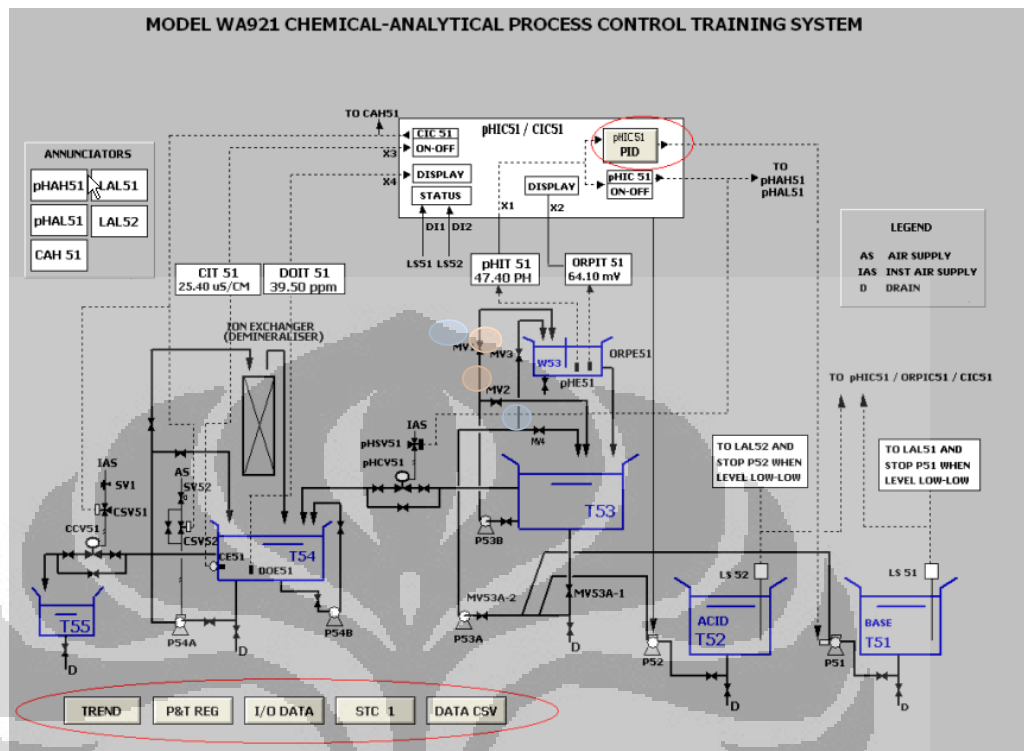 MODEL WA921 CHEMICAL-ANALYTICAL PROCESS CONTROL TRAINING SYSTEM
TO CAH51
CIC 51
ON-OFF
X3
X4
DISPLAY
STATUS
pHIC51 / CIC51
pHIC51
PID
pHIC 51
ON-OFF
DISPLAY
X1
X2
DI1
DI2
LS51
LS52
TO
pHAH51
pHAL51
ANNUNCIATORS
pHAH51
LAL51
pHAL51
LAL52
CAH 51
LEGEND
AS AIR SUPPLY
IAS INST AIR SUPPLY
D DRAIN
CIT 51
25.40 uS/CM
DOIT 51
39.50 ppm
pHIT 51
47.40 PH
ORPIT 51
64.10 mV
ION EXCHANGER
(DEMINERALISER)
MV3
W53
ORPE51
pHE51
MV2
MV4
TO pHIC51 / ORPIC51 / CIC51
IAS
pHSV51
pHCV51
TO LAL52 AND
STOP P52 WHEN
LEVEL LOW-LOW
TO LAL51 AND
STOP P51 WHEN
LEVEL LOW-LOW
IAS
SV1
CSV51
AS
SV52
CSV52
CCV51
T53
P53B
T54
CE51
DOE51
LS 52
LS 51
MV53A-2
MV53A-1
T55
P54A
P54B
P53A
P52
ACID
T52
P51
BASE
T51
D
D
D
D
D
TREND
P&T REG
I/O DATA
STC 1
DATA CSV